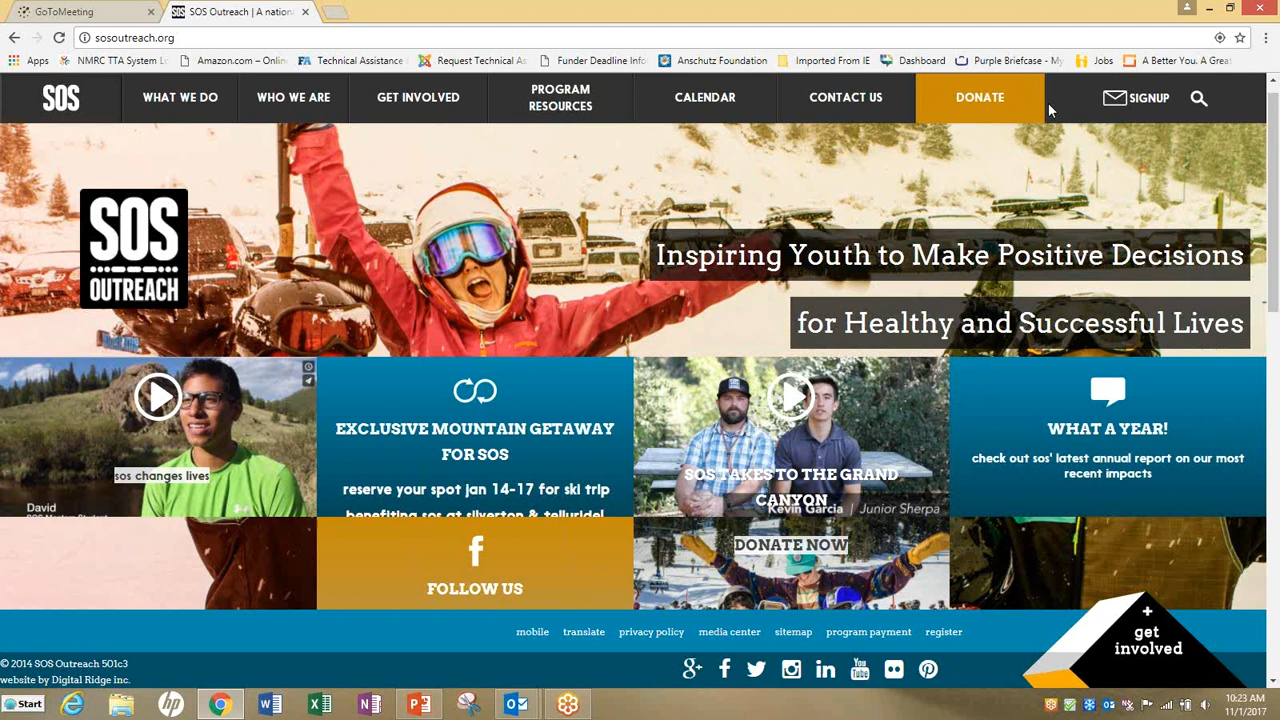 GoToMeeting
SOS Outreach | A nation
sosoutreach.org
Apps
NMRC TTA System L
Amazon.com – Onlin
Technical Assistance
Request Technical As
Funder Deadline Info
Anschutz Foundation
Imported From IE
Dashboard
Purple Briefcase - My
Jobs
A Better You. A Great
SOS
WHAT WE DO
WHO WE ARE
GET INVOLVED
PROGRAM
RESOURCES
CALENDAR
CONTACT US
DONATE
SIGNUP
SOS
OUTREACH
Inspiring Youth to Make Positive Decisions
for Healthy and Successful Lives
sos changes lives
David
SOS Mentors Student
EXCLUSIVE MOUNTAIN GETAWAY
FOR SOS
reserve your spot jan 14-17 for ski trip
benefiting sos at silverton & telluride!
SOS TAKES TO THE GRAND
CANYON
Kevin Garcia | Junior Sherpa
WHAT A YEAR!
check out sos' latest annual report on our most
recent impacts
FOLLOW US
DONATE NOW
mobile
translate
privacy policy
media center
sitemap
program payment
register
+
get
involved
© 2014 SOS Outreach 501c3
website by Digital Ridge inc.
Start
10:23 AM
11/1/2017